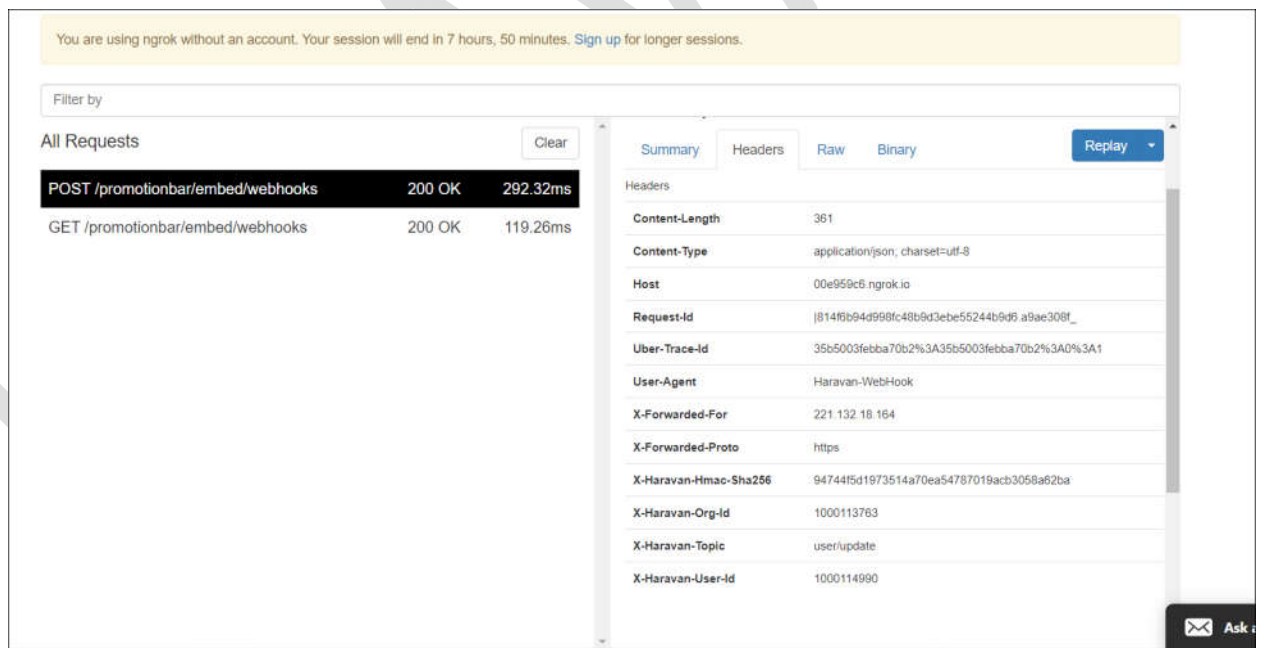 You are using ngrok without an account. Your session will end in 7 hours, 50 minutes. Sign up for longer sessions.
Filter by
All Requests Clear
POST /promotionbar/embed/webhooks 200 OK 292.32ms
GET /promotionbar/embed/webhooks 200 OK 119.26ms
Summary Headers Raw Binary Replay
Headers
Content-Length 361
Content-Type application/json; charset=utf-8
Host 00e959c6.ngrok.io
Request-Id |814f6b94d998fc48b9d3ebe55244b9d6.a9ae308f_
Uber-Trace-Id 35b5003febba70b2%3A35b5003febba70b2%3A0%3A1
User-Agent Haravan-WebHook
X-Forwarded-For 221.132.18.164
X-Forwarded-Proto https
X-Haravan-Hmac-Sha256 94744f5d1973514a70ea54787019acb3058a62ba
X-Haravan-Org-Id 1000113763
X-Haravan-Topic user/update
X-Haravan-User-Id 1000114990
Ask